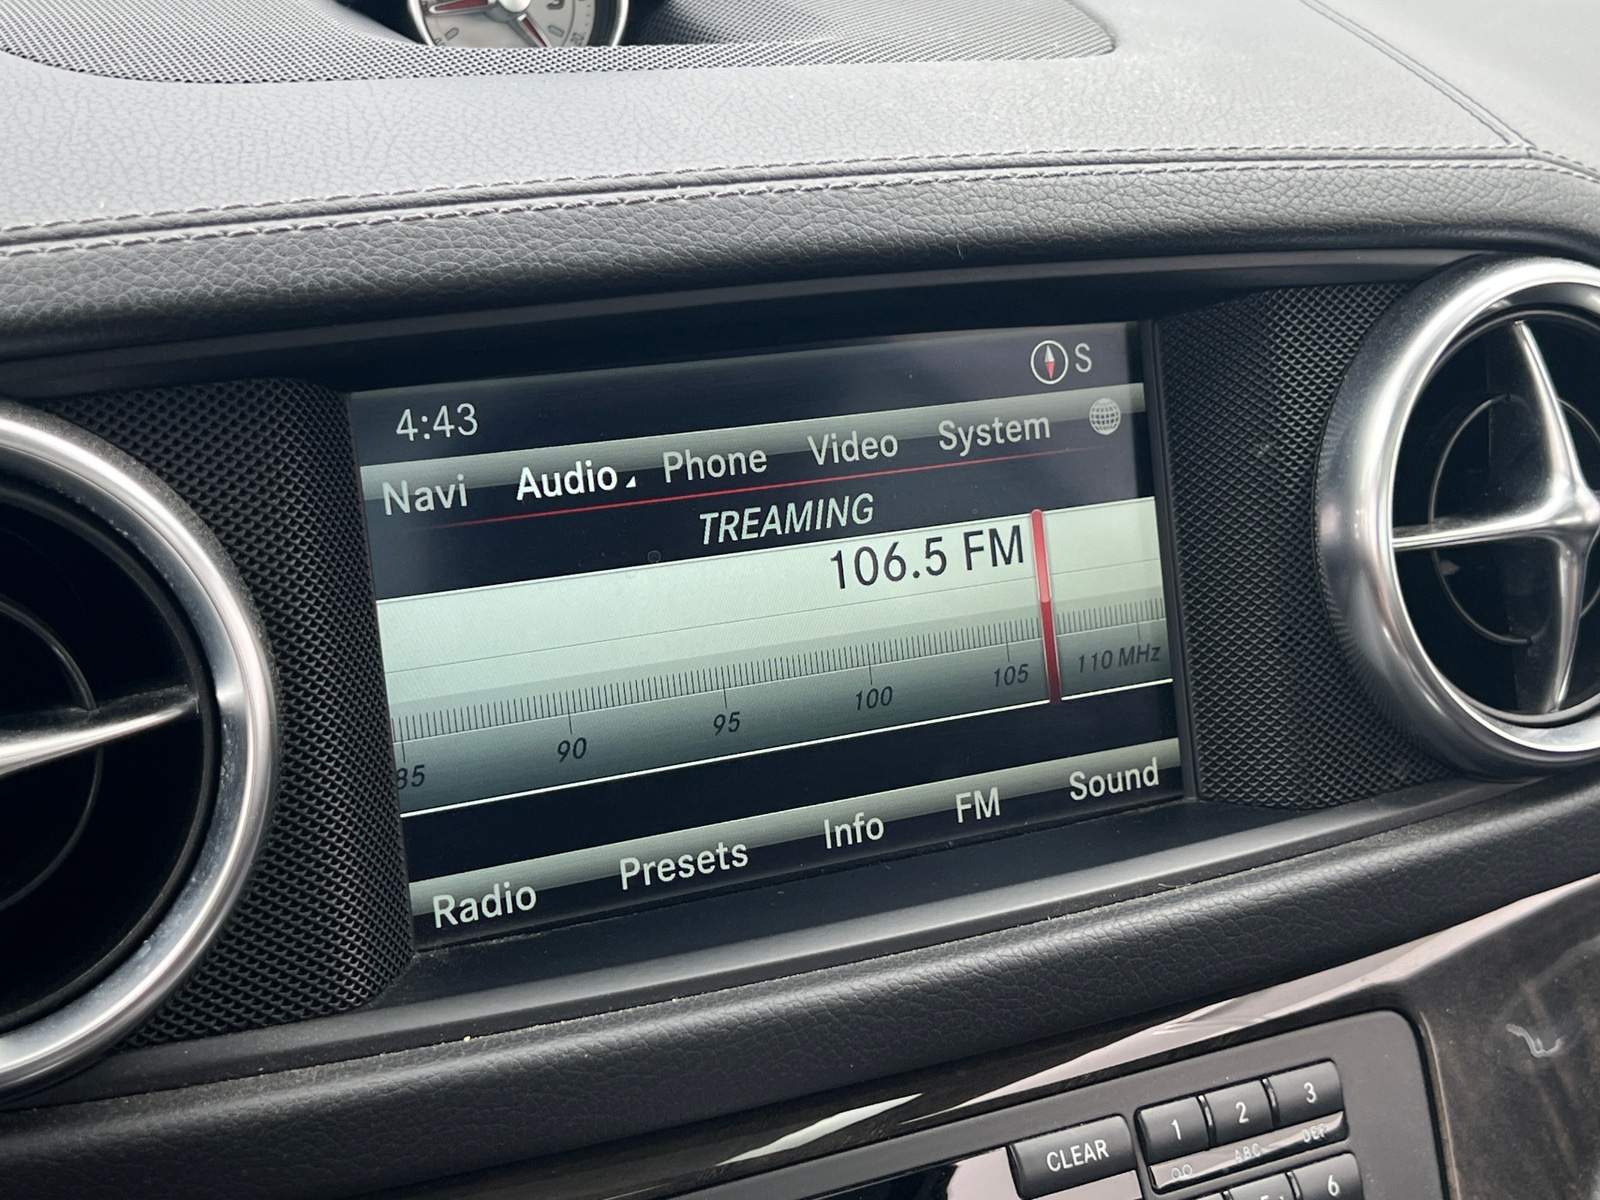 4:43
S
Navi Audio Phone Video System
TREAMING
106.5 FM
85 90 95 100 105 110 MHz
Radio Presets Info FM Sound
CLEAR 1 2 3
ABC DEF
6